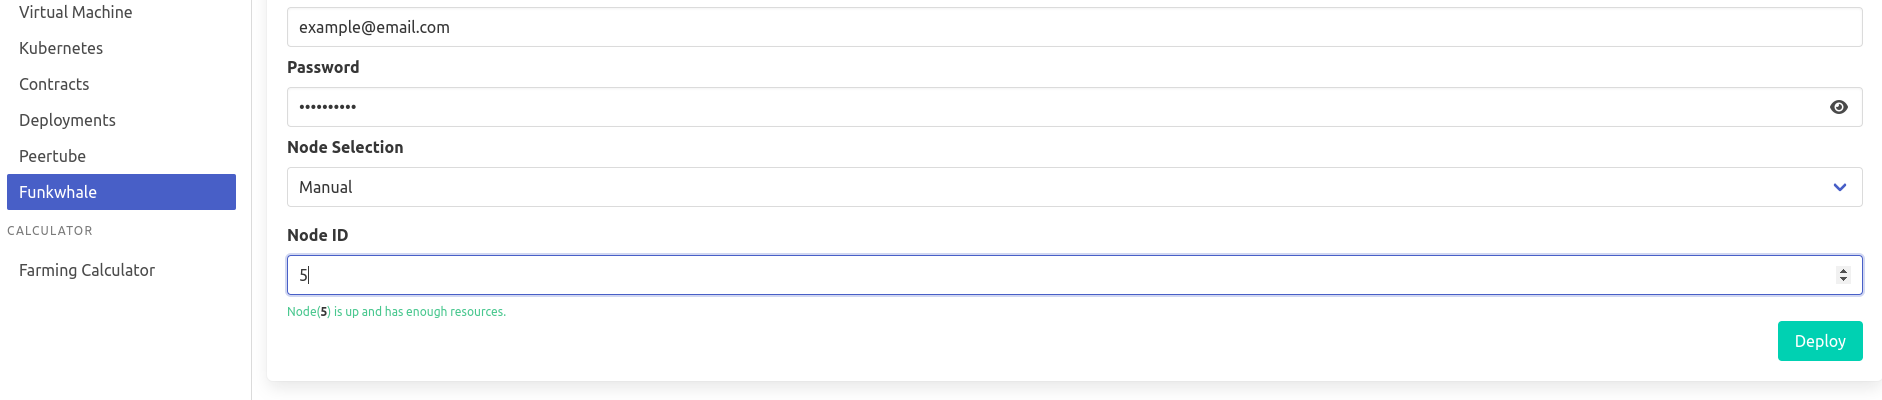 Virtual Machine
Kubernetes
Contracts
Deployments
Peertube
Funkwhale
CALCULATOR
Farming Calculator
example@email.com
Password
••••••••••
Node Selection
Manual
Node ID
5
Node(5) is up and has enough resources.
Deploy